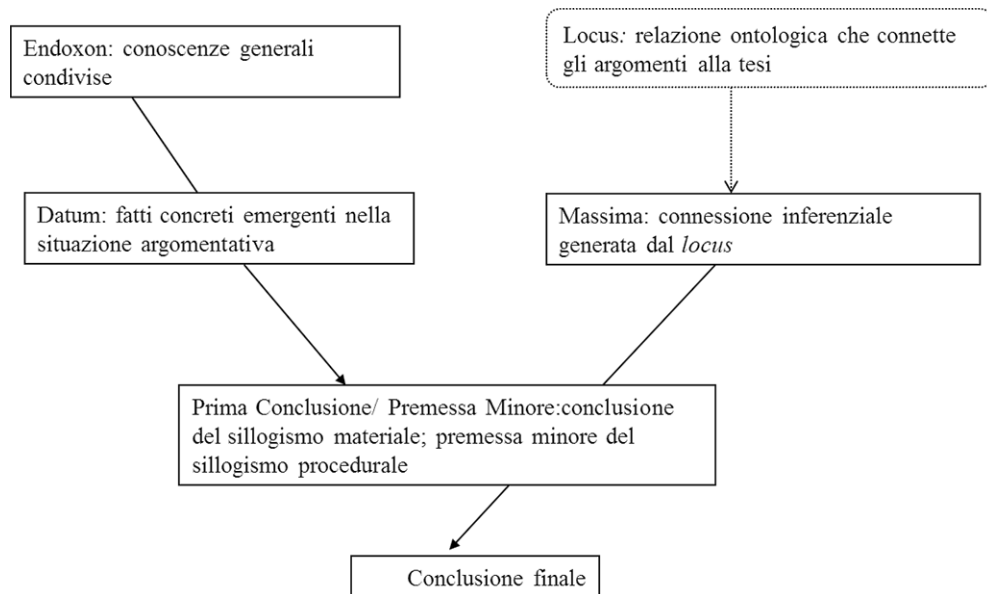 Endoxon: conoscenze generali
condivise
Locus: relazione ontologica che connette
gli argomenti alla tesi
Datum: fatti concreti emergenti nella
situazione argomentativa
Massima: connessione inferenziale
generata dal locus
Prima Conclusione/ Premessa Minore:conclusione
del sillogismo materiale; premessa minore del
sillogismo procedurale
Conclusione finale